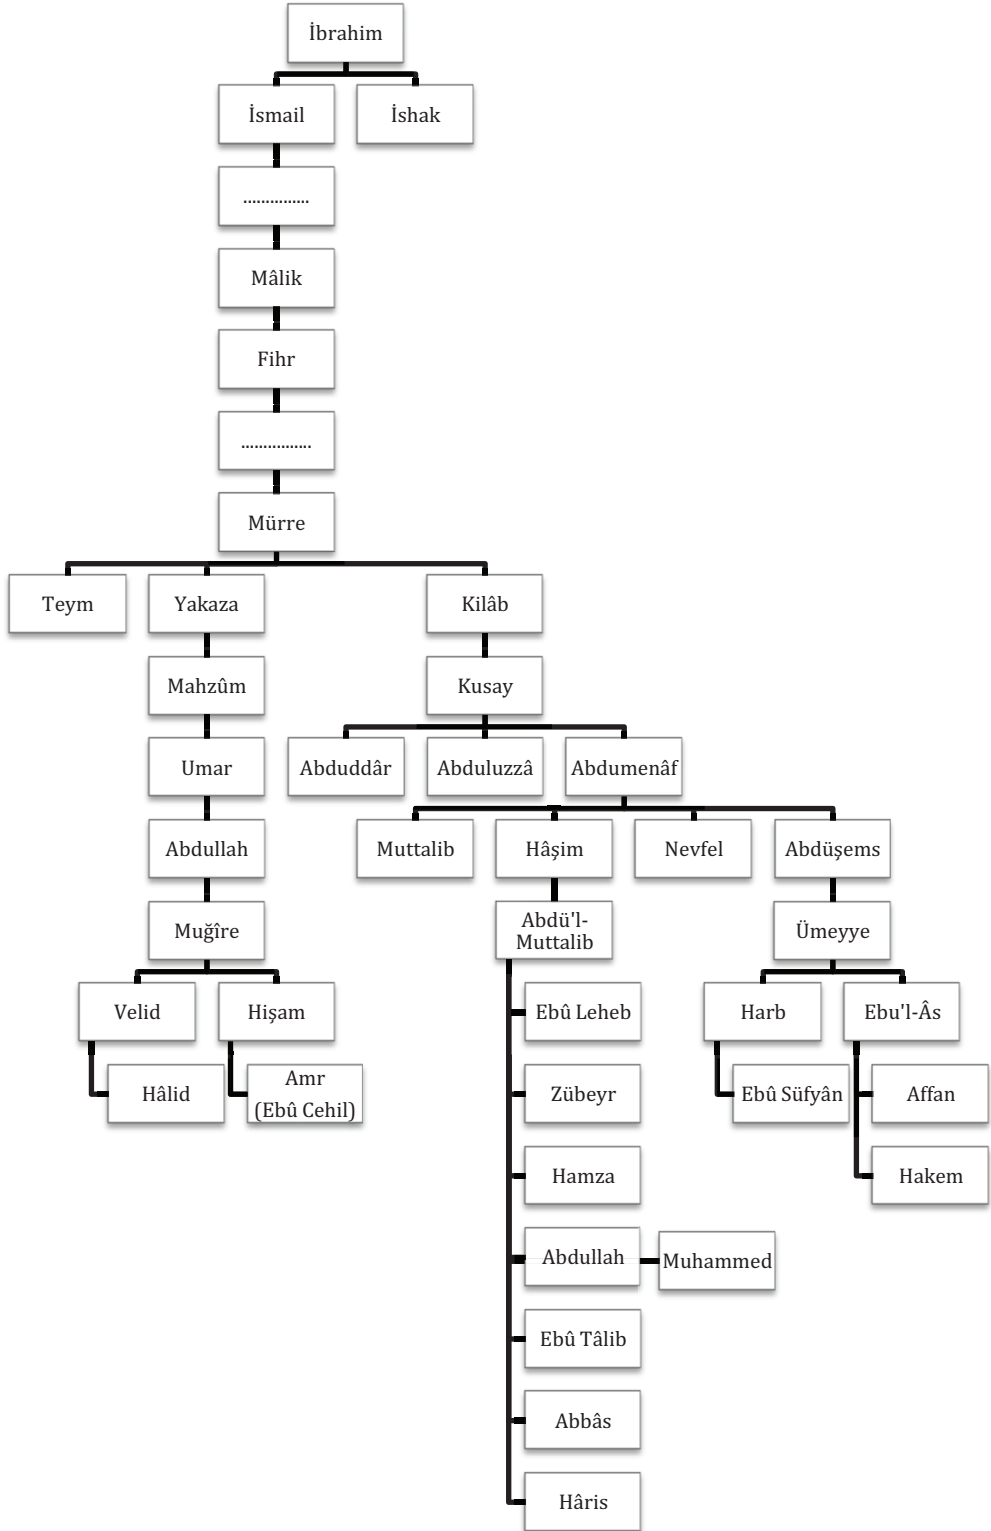 İbrahim
İsmail
İshak
...............
Mâlik
Fihr
................
Mürre
Teym
Yakaza
Kilâb
Mahzûm
Kusay
Umar
Abduddâr
Abduluzzâ
Abdumenâf
Abdullah
Muttalib
Hâşim
Nevfel
Abdüşems
Muğîre
Abdü'l-
Muttalib
Ümeyye
Velid
Hişam
Ebû Leheb
Harb
Ebu'l-Âs
Hâlid
Amr
(Ebû Cehil)
Zübeyr
Ebû Süfyân
Affan
Hamza
Hakem
Abdullah
Muhammed
Ebû Tâlib
Abbâs
Hâris